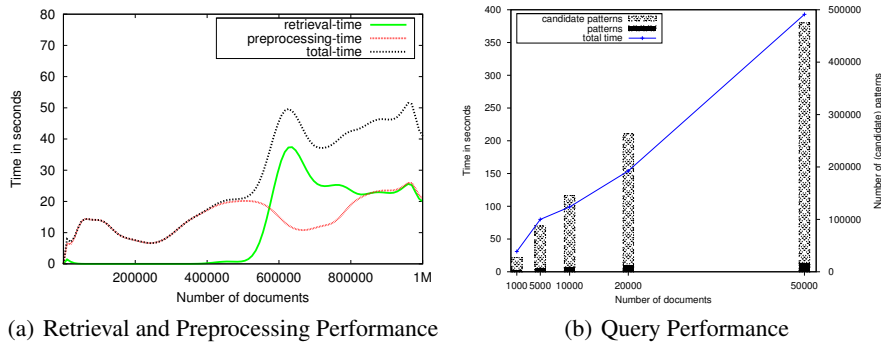 80
70
60
50
40
30
20
10
0
Time in seconds
retrieval-time
preprocessing-time
total-time
200000 400000 600000 800000 1M
Number of documents
(a) Retrieval and Preprocessing Performance
400
350
300
250
200
150
100
50
0
Time in seconds
candidate patterns
patterns
total time
500000
400000
300000
200000
100000
0
Number of (candidate) patterns
1000 5000 10000 20000 50000
Number of documents
(b) Query Performance